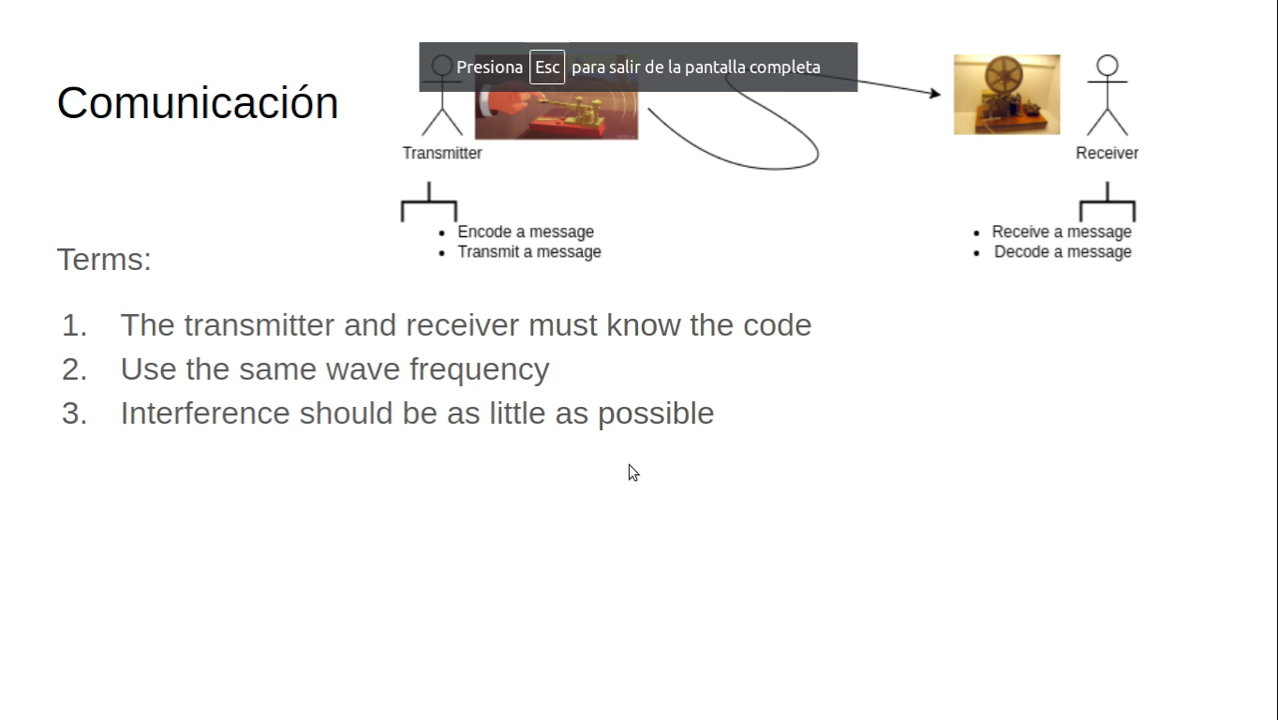 Presiona Esc para salir de la pantalla completa
Comunicación
Transmitter
Receiver
• Encode a message
• Transmit a message
• Receive a message
• Decode a message
Terms:
1. The transmitter and receiver must know the code
2. Use the same wave frequency
3. Interference should be as little as possible